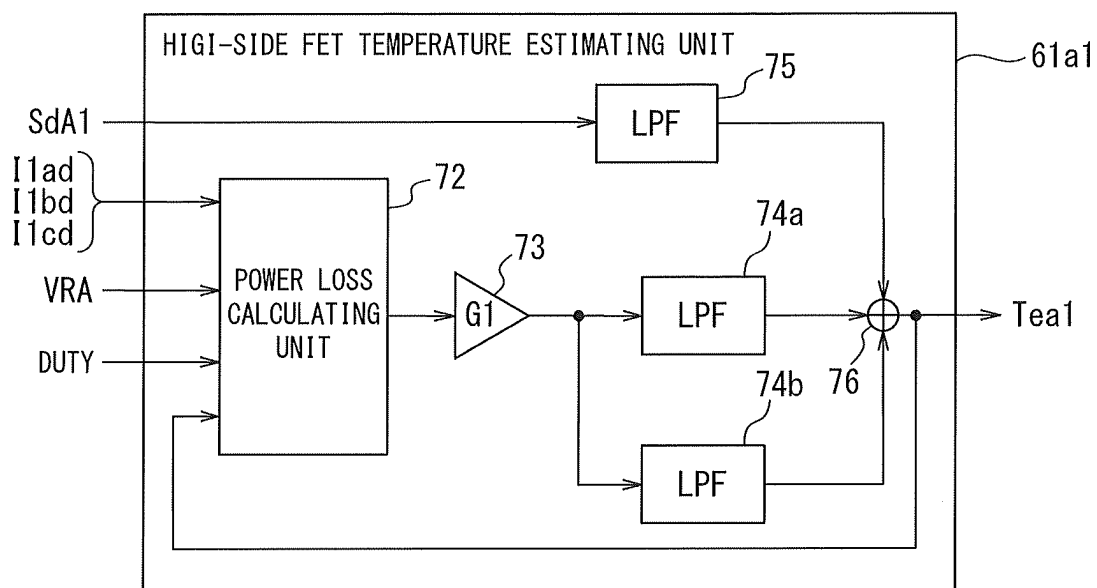 HIGI-SIDE FET TEMPERATURE ESTIMATING UNIT
61a1
75
SdA1
LPF
I1ad
I1bd
I1cd
72
74a
73
VRA
POWER LOSS
CALCULATING
UNIT
G1
LPF
Tea1
DUTY
76
74b
LPF